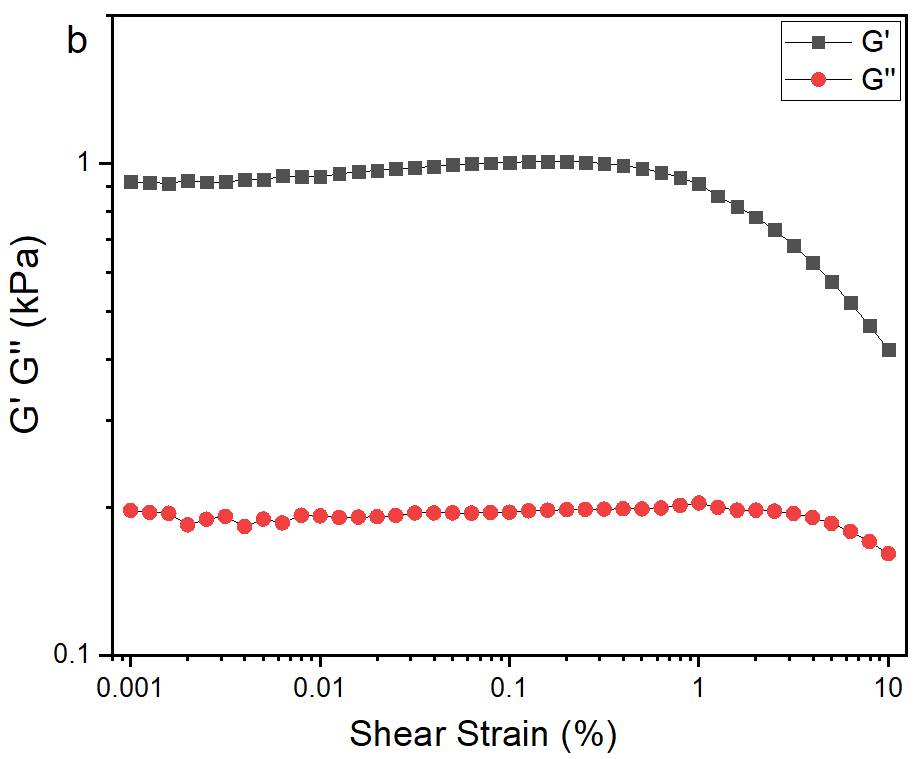 b
G'
G"
1
0.1
G' G" (kPa)
0.001 0.01 0.1 1 10
Shear Strain (%)